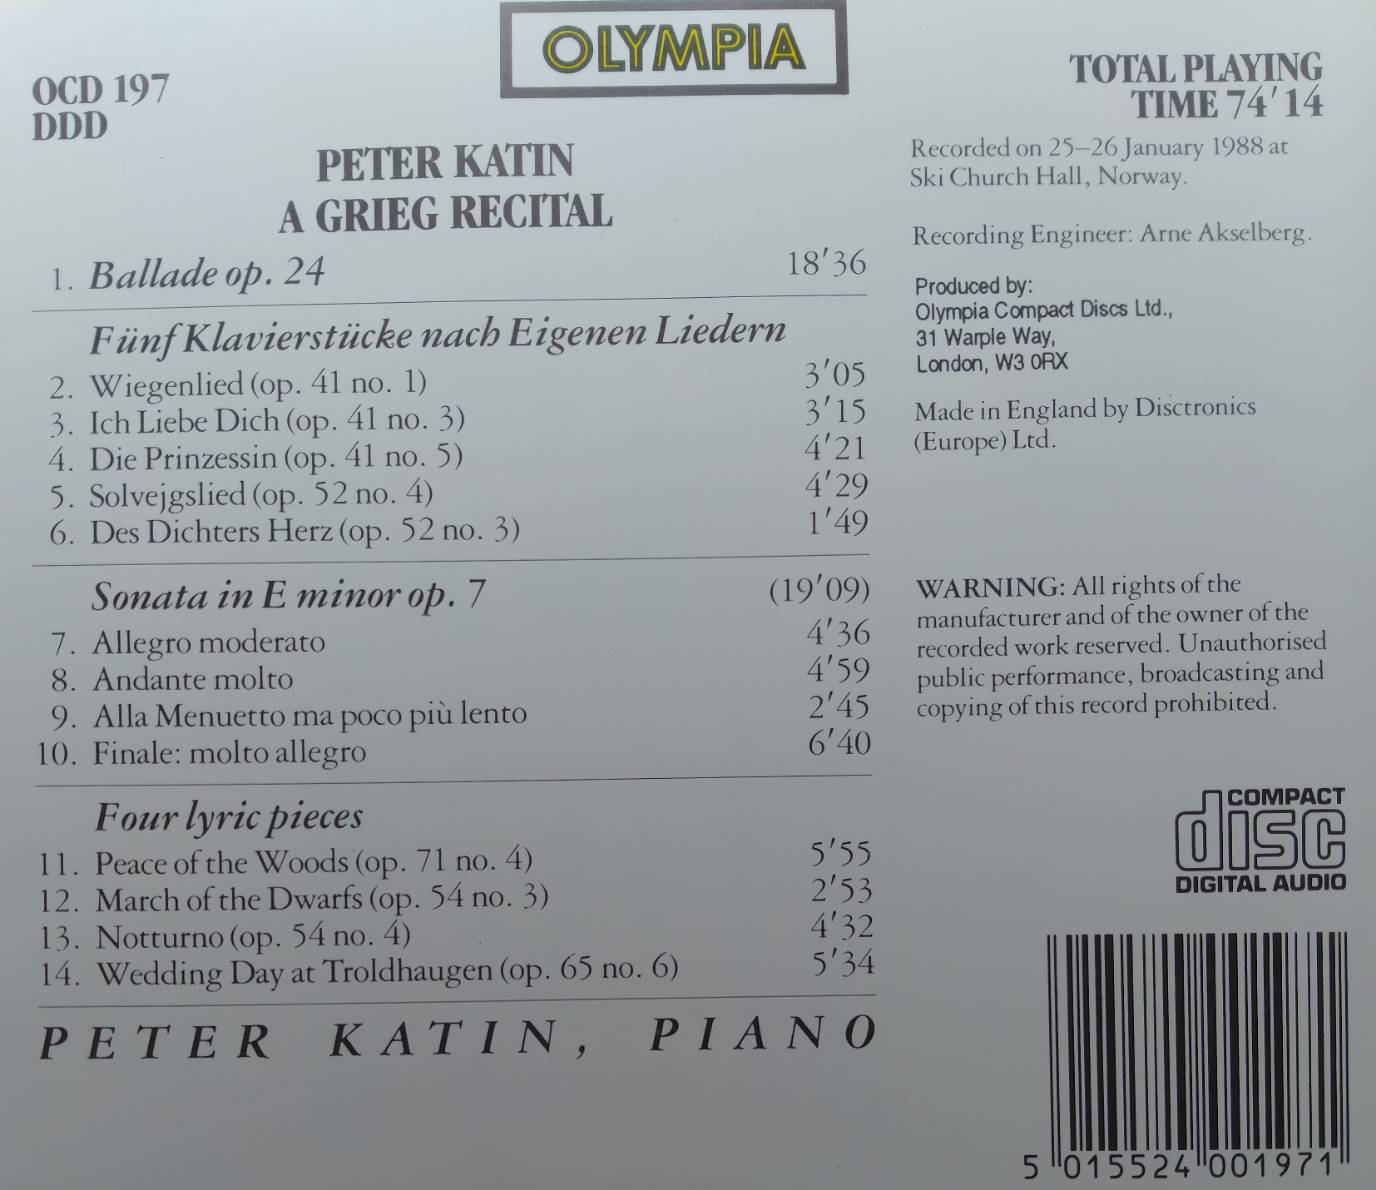 OLYMPIA
OCD 197
DDD
PETER KATIN
A GRIEG RECITAL
1. Ballade op. 24 18'36
Fünf Klavierstücke nach Eigenen Liedern
2. Wiegenlied (op. 41 no. 1) 3'05
3. Ich Liebe Dich (op. 41 no. 3) 3'15
4. Die Prinzessin (op. 41 no. 5) 4'21
5. Solvejgslied (op. 52 no. 4) 4'29
6. Des Dichters Herz (op. 52 no. 3) 1'49
Sonata in E minor op. 7 (19'09)
7. Allegro moderato 4'36
8. Andante molto 4'59
9. Alla Menuetto ma poco più lento 2'45
10. Finale: molto allegro 6'40
Four lyric pieces
11. Peace of the Woods (op. 71 no. 4) 5'55
12. March of the Dwarfs (op. 54 no. 3) 2'53
13. Notturno (op. 54 no. 4) 4'32
14. Wedding Day at Troldhaugen (op. 65 no. 6) 5'34
PETER KATIN, PIANO
TOTAL PLAYING
TIME 74'14
Recorded on 25–26 January 1988 at
Ski Church Hall, Norway.
Recording Engineer: Arne Akselberg.
Produced by:
Olympia Compact Discs Ltd.,
31 Warple Way,
London, W3 0RX
Made in England by Disctronics
(Europe) Ltd.
WARNING: All rights of the
manufacturer and of the owner of the
recorded work reserved. Unauthorised
public performance, broadcasting and
copying of this record prohibited.
COMPACT
disc
DIGITAL AUDIO
5 015524 001971